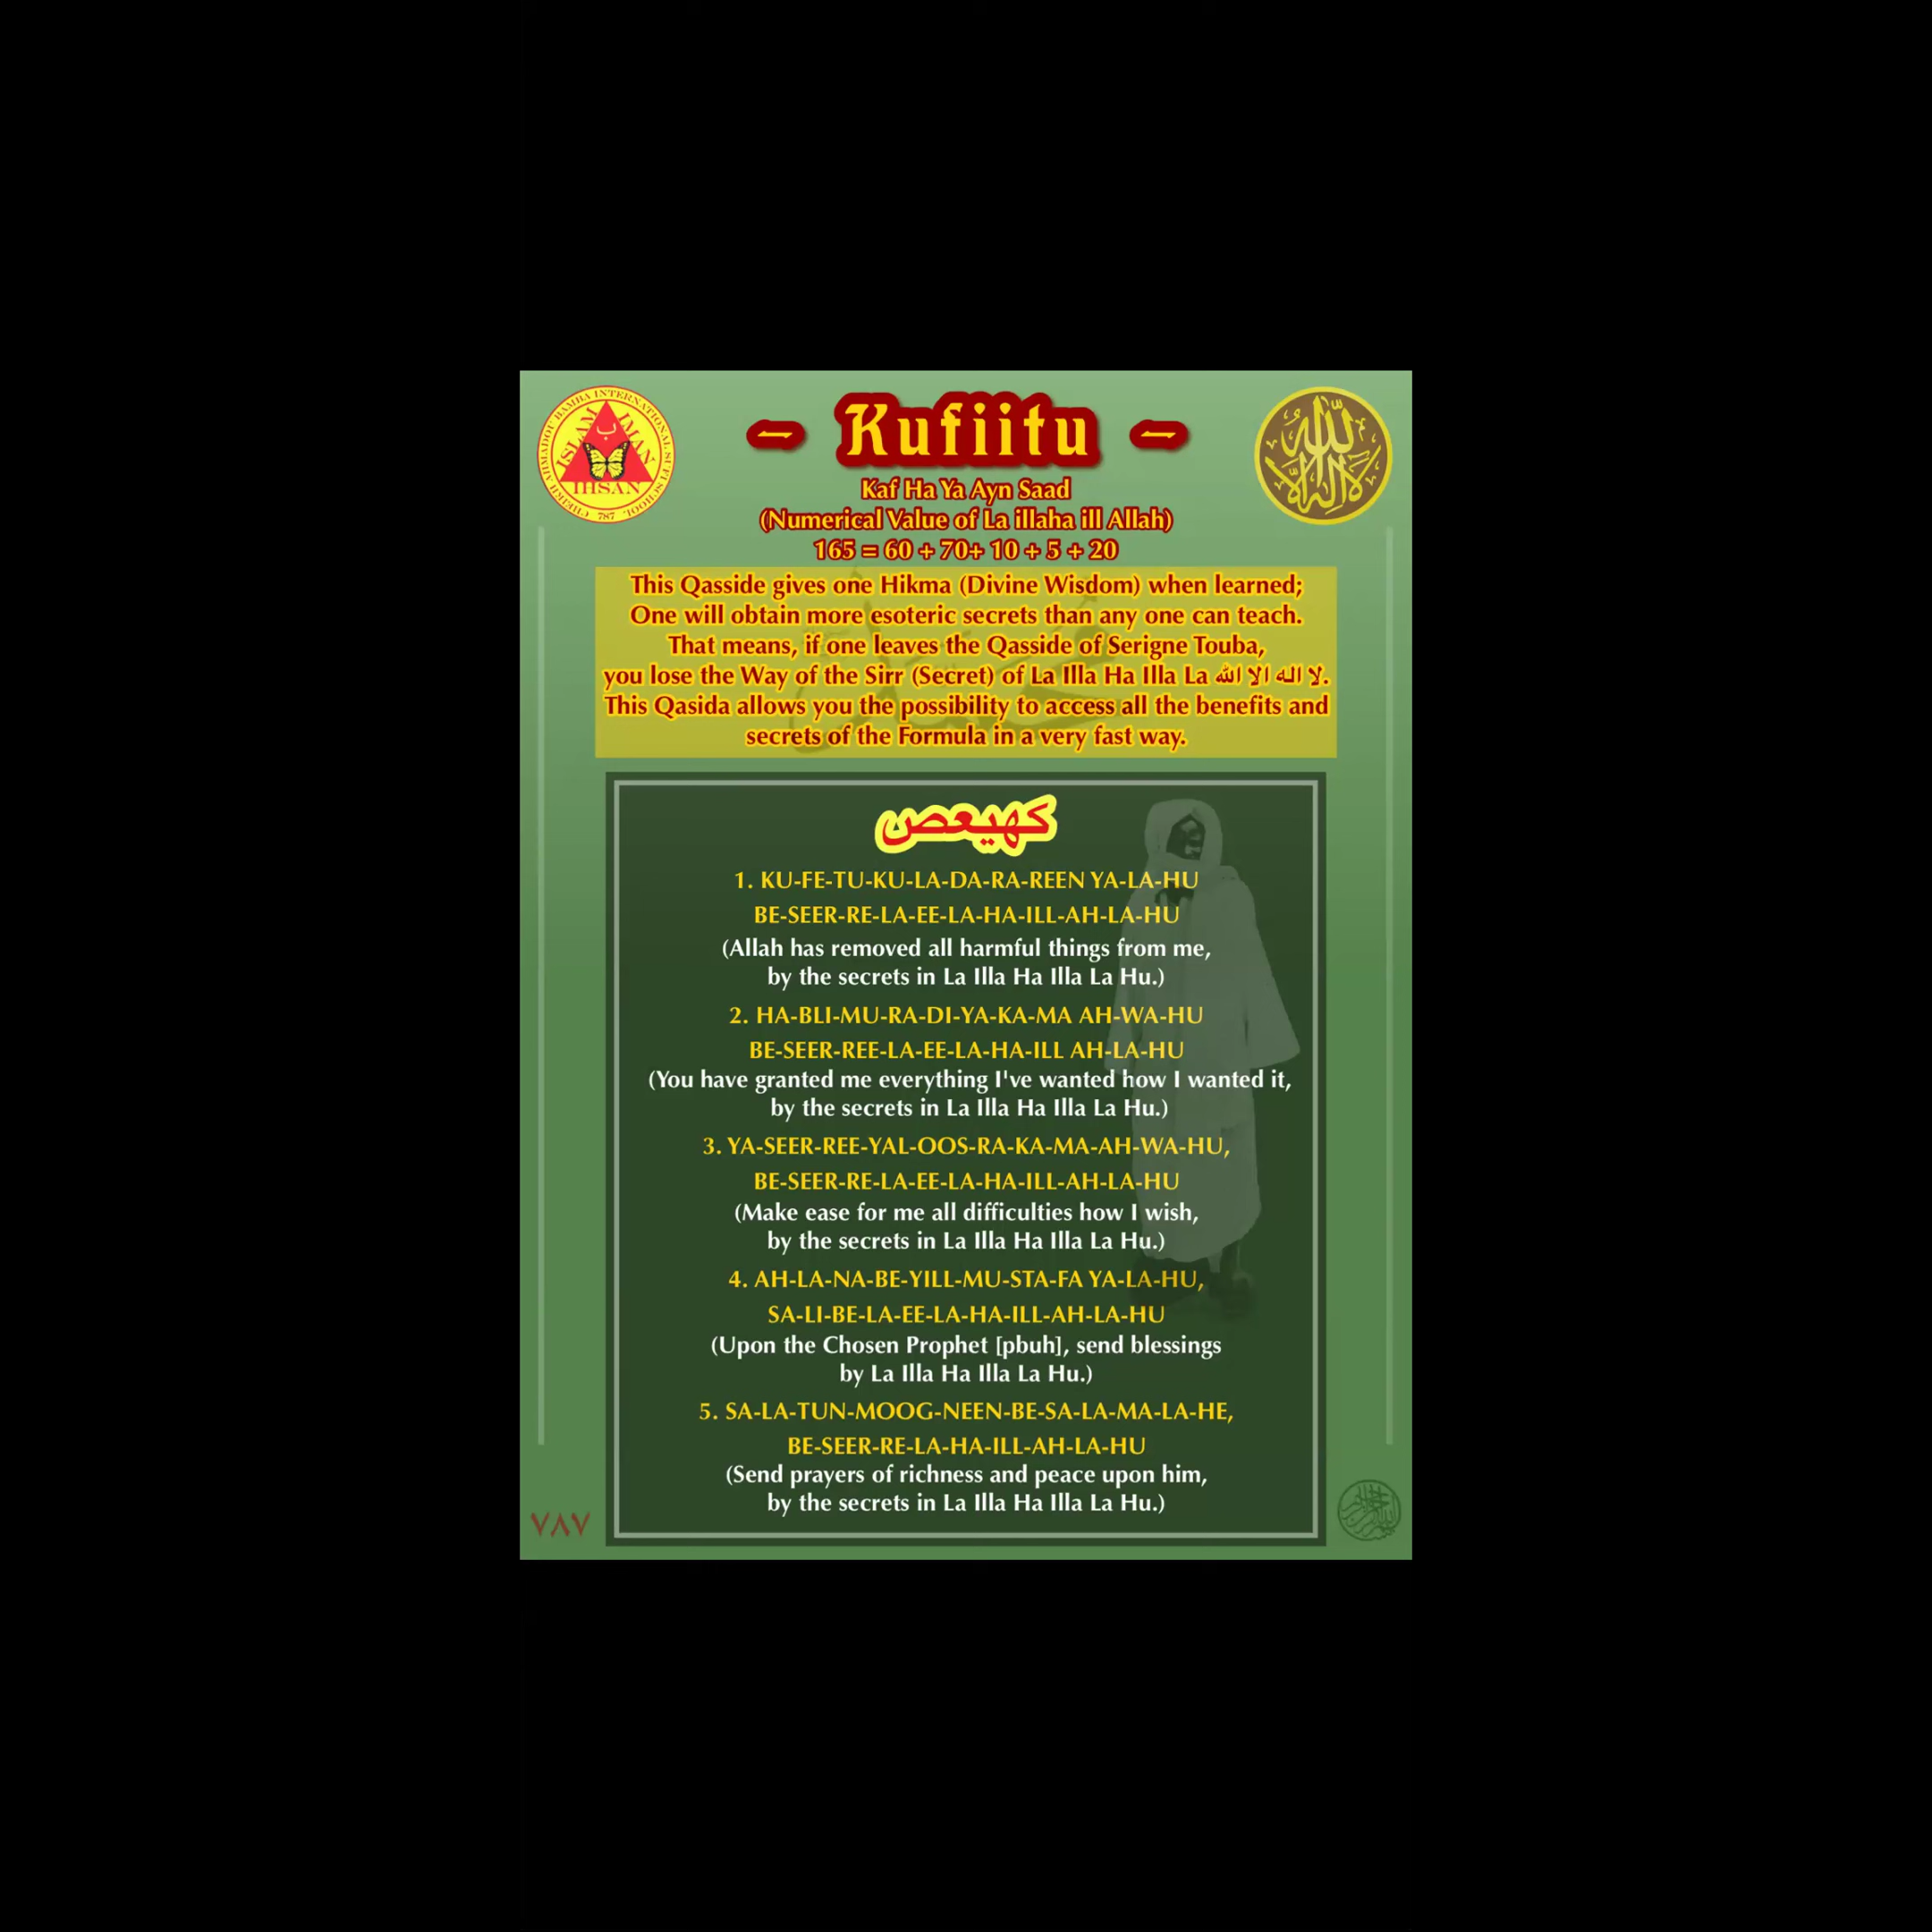 CHEIKH AHMADOU BAMBA INTERNATIONAL SUFI SCHOOL
787
ISLAM
IMAN
IHSAN
ب
لا اله الا الله
– Kufiitu –
Kaf Ha Ya Ayn Saad
(Numerical Value of La illaha ill Allah)
165 = 60 + 70+ 10 + 5 + 20
This Qasside gives one Hikma (Divine Wisdom) when learned;
One will obtain more esoteric secrets than any one can teach.
That means, if one leaves the Qasside of Serigne Touba,
you lose the Way of the Sirr (Secret) of La Illa Ha Illa La لا اله الا الله.
This Qasida allows you the possibility to access all the benefits and
secrets of the Formula in a very fast way.
كهيعص
1. KU-FE-TU-KU-LA-DA-RA-REEN YA-LA-HU
BE-SEER-RE-LA-EE-LA-HA-ILL-AH-LA-HU
(Allah has removed all harmful things from me,
by the secrets in La Illa Ha Illa La Hu.)
2. HA-BLI-MU-RA-DI-YA-KA-MA AH-WA-HU
BE-SEER-REE-LA-EE-LA-HA-ILL AH-LA-HU
(You have granted me everything I've wanted how I wanted it,
by the secrets in La Illa Ha Illa La Hu.)
3. YA-SEER-REE-YAL-OOS-RA-KA-MA-AH-WA-HU,
BE-SEER-RE-LA-EE-LA-HA-ILL-AH-LA-HU
(Make ease for me all difficulties how I wish,
by the secrets in La Illa Ha Illa La Hu.)
4. AH-LA-NA-BE-YILL-MU-STA-FA YA-LA-HU,
SA-LI-BE-LA-EE-LA-HA-ILL-AH-LA-HU
(Upon the Chosen Prophet [pbuh], send blessings
by La Illa Ha Illa La Hu.)
5. SA-LA-TUN-MOOG-NEEN-BE-SA-LA-MA-LA-HE,
BE-SEER-RE-LA-HA-ILL-AH-LA-HU
(Send prayers of richness and peace upon him,
by the secrets in La Illa Ha Illa La Hu.)
٧٨٧